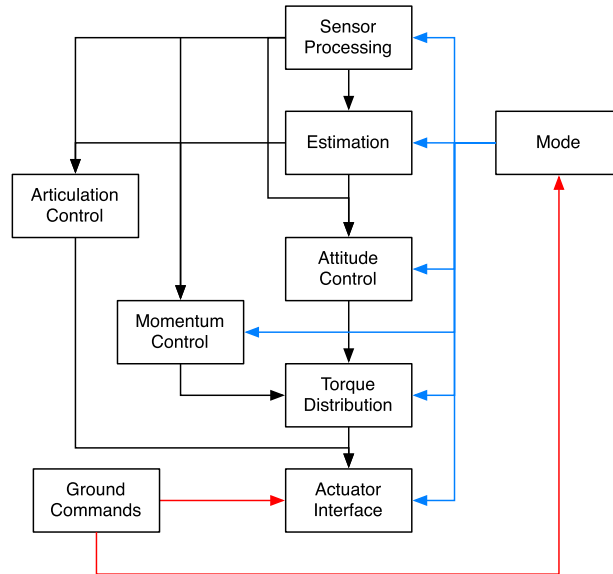 Sensor
Processing
Estimation
Mode
Articulation
Control
Attitude
Control
Momentum
Control
Torque
Distribution
Ground
Commands
Actuator
Interface